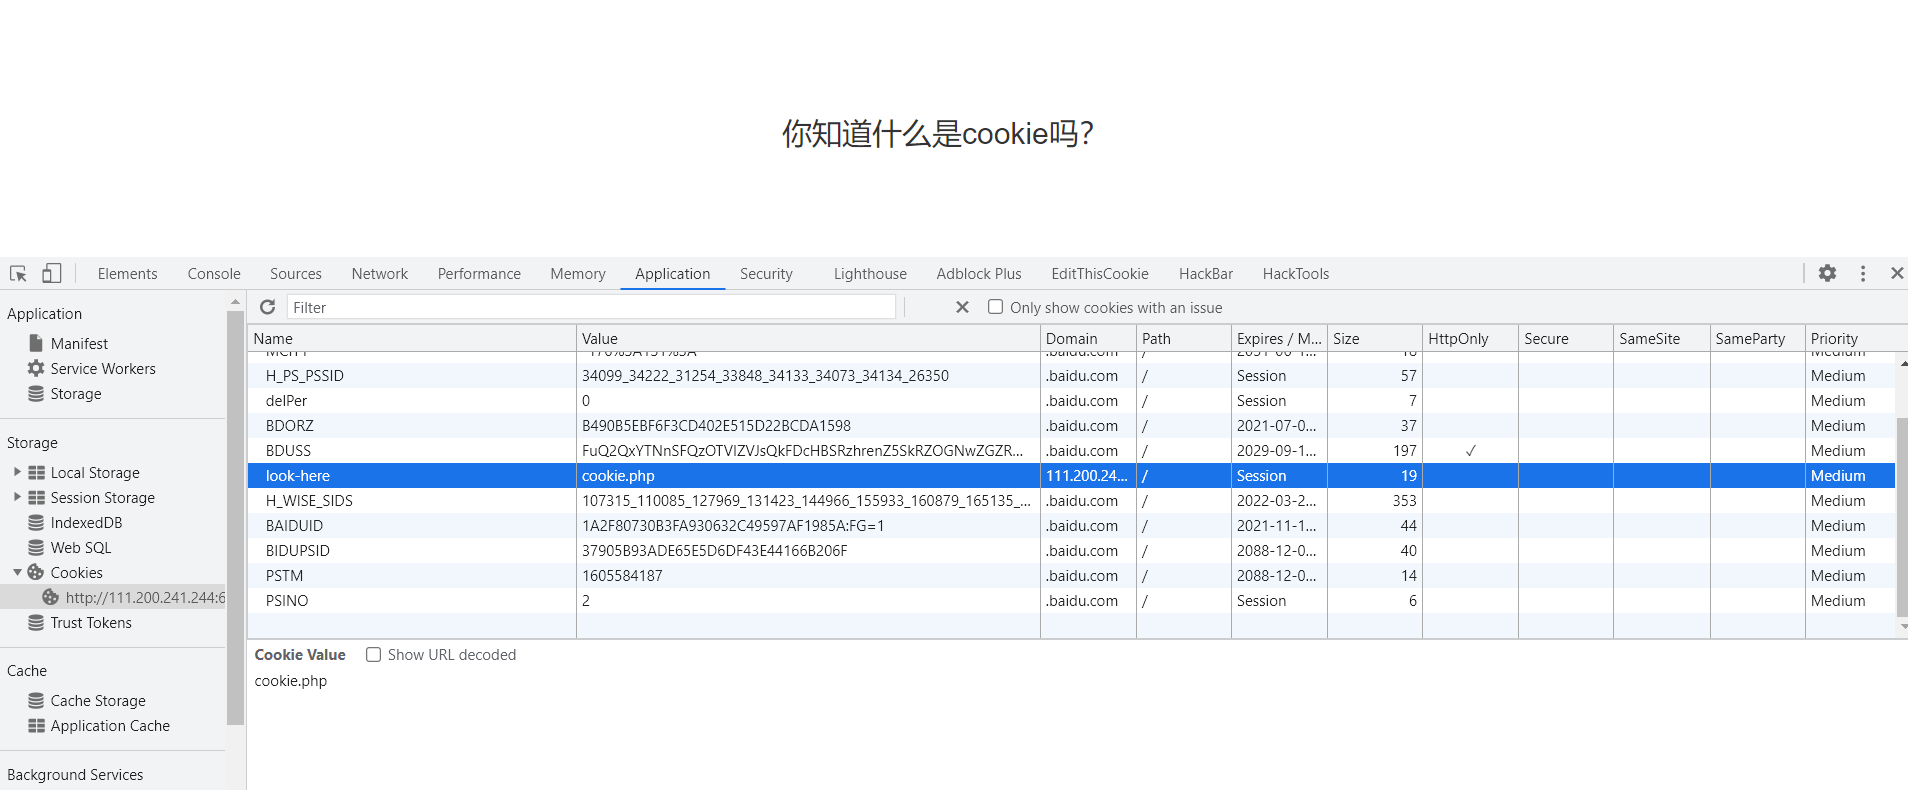 你知道什么是cookie吗?
Elements Console Sources Network Performance Memory Application Security Lighthouse Adblock Plus EditThisCookie HackBar HackTools
Application
Manifest
Service Workers
Storage
Storage
Local Storage
Session Storage
IndexedDB
Web SQL
Cookies
http://111.200.241.244:6
Trust Tokens
Cache
Cache Storage
Application Cache
Background Services
Filter Only show cookies with an issue
Name Value Domain Path Expires / M... Size HttpOnly Secure SameSite SameParty Priority
H_PS_PSSID 34099_34222_31254_33848_34133_34073_34134_26350 .baidu.com / Session 57 Medium
delPer 0 .baidu.com / Session 7 Medium
BDORZ B490B5EBF6F3CD402E515D22BCDA1598 .baidu.com / 2021-07-0... 37 Medium
BDUSS FuQ2QxYTNnSFQzOTVIZVJsQkFDcHBSRzhrenZ5SkRZOGNwZGZR... .baidu.com / 2029-09-1... 197 ✓ Medium
look-here cookie.php 111.200.24... / Session 19 Medium
H_WISE_SIDS 107315_110085_127969_131423_144966_155933_160879_165135_... .baidu.com / 2022-03-2... 353 Medium
BAIDUID 1A2F80730B3FA930632C49597AF1985A:FG=1 .baidu.com / 2021-11-1... 44 Medium
BIDUPSID 37905B93ADE65E5D6DF43E44166B206F .baidu.com / 2088-12-0... 40 Medium
PSTM 1605584187 .baidu.com / 2088-12-0... 14 Medium
PSINO 2 .baidu.com / Session 6 Medium
Cookie Value Show URL decoded
cookie.php